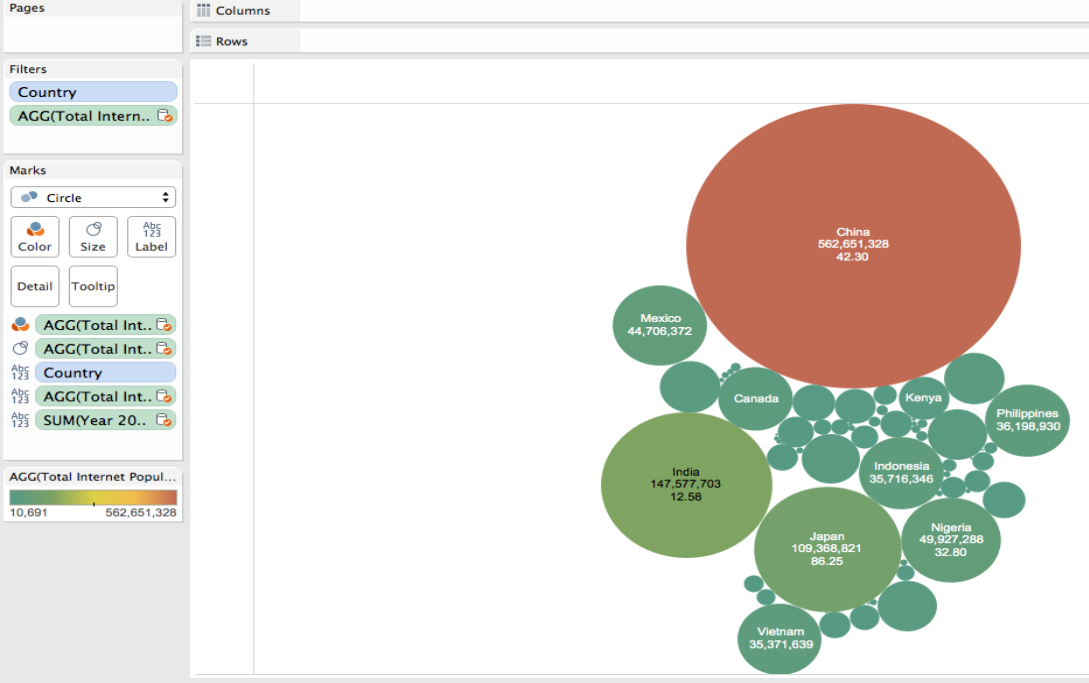 Pages
Columns
Rows
Filters
Country
AGG(Total Intern..
Marks
Circle
Color
Size
Abc
123
Label
Detail
Tooltip
AGG(Total Int..
AGG(Total Int..
Abc
123
Country
Abc
123
AGG(Total Int..
Abc
123
SUM(Year 20..
AGG(Total Internet Popul...
10,691
562,651,328
China
562,651,328
42.30
Mexico
44,706,372
Canada
Kenya
Philippines
36,198,930
India
147,577,703
12.58
Indonesia
35,716,346
Japan
109,368,821
86.25
Nigeria
49,927,288
32.80
Vietnam
35,371,639